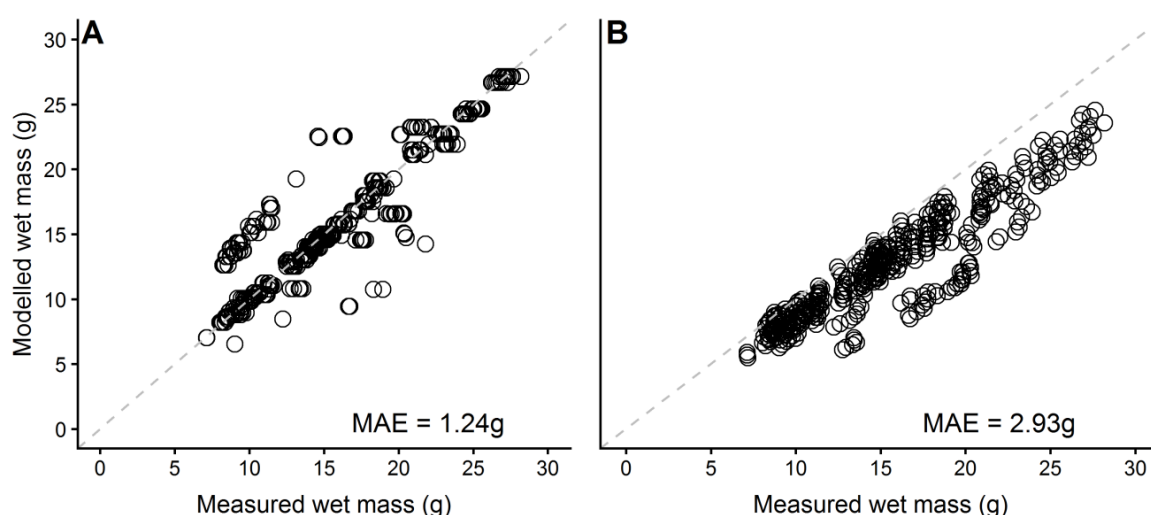 A
B
Modelled wet mass (g)
30
25
20
15
10
5
0
MAE = 1.24g
MAE = 2.93g
0 5 10 15 20 25 30
0 5 10 15 20 25 30
Measured wet mass (g)
Measured wet mass (g)